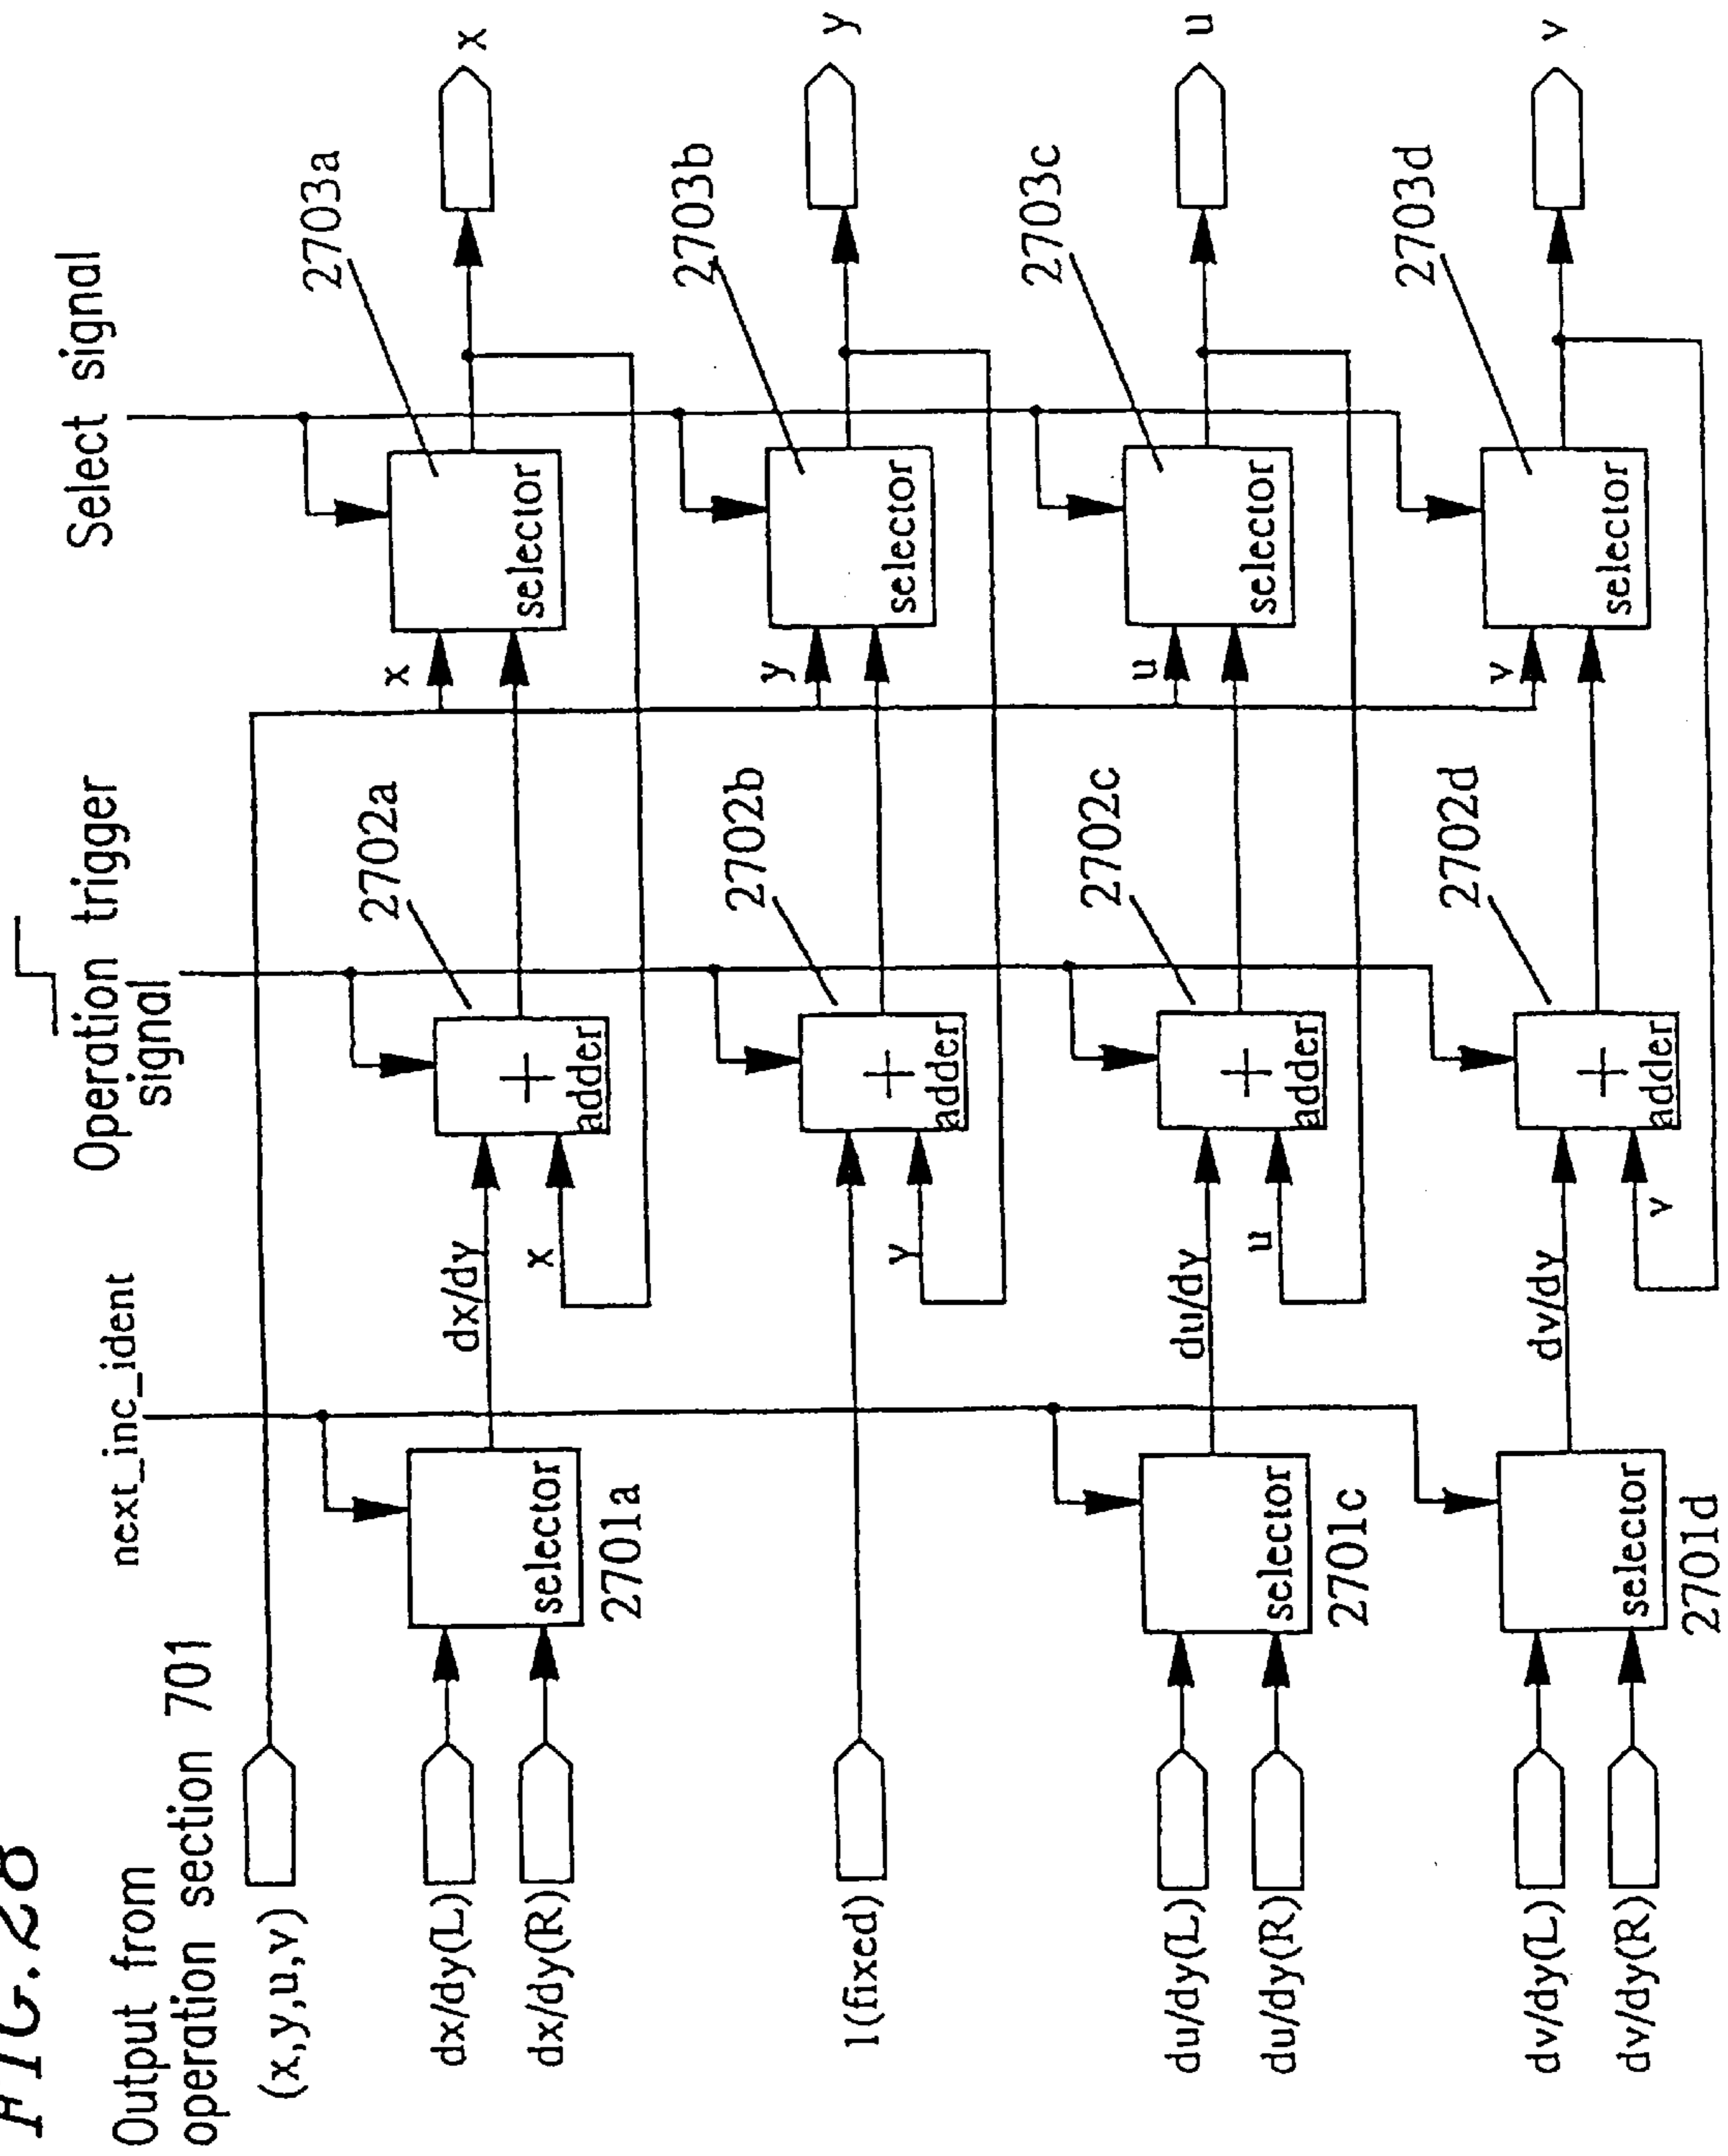 FIG. 28
Output from
operation section 701
next_inc_ident
Operation trigger
signal
Select signal
(x,y,u,v)
dx/dy(L)
dx/dy(R)
selector
2701a
dx/dy
x
adder
2702a
x
selector
2703a
x
1(fixed)
y
adder
2702b
y
selector
2703b
y
du/dy(L)
du/dy(R)
selector
2701c
du/dy
u
adder
2702c
u
selector
2703c
u
dv/dy(L)
dv/dy(R)
selector
2701d
dv/dy
v
adder
2702d
v
selector
2703d
v